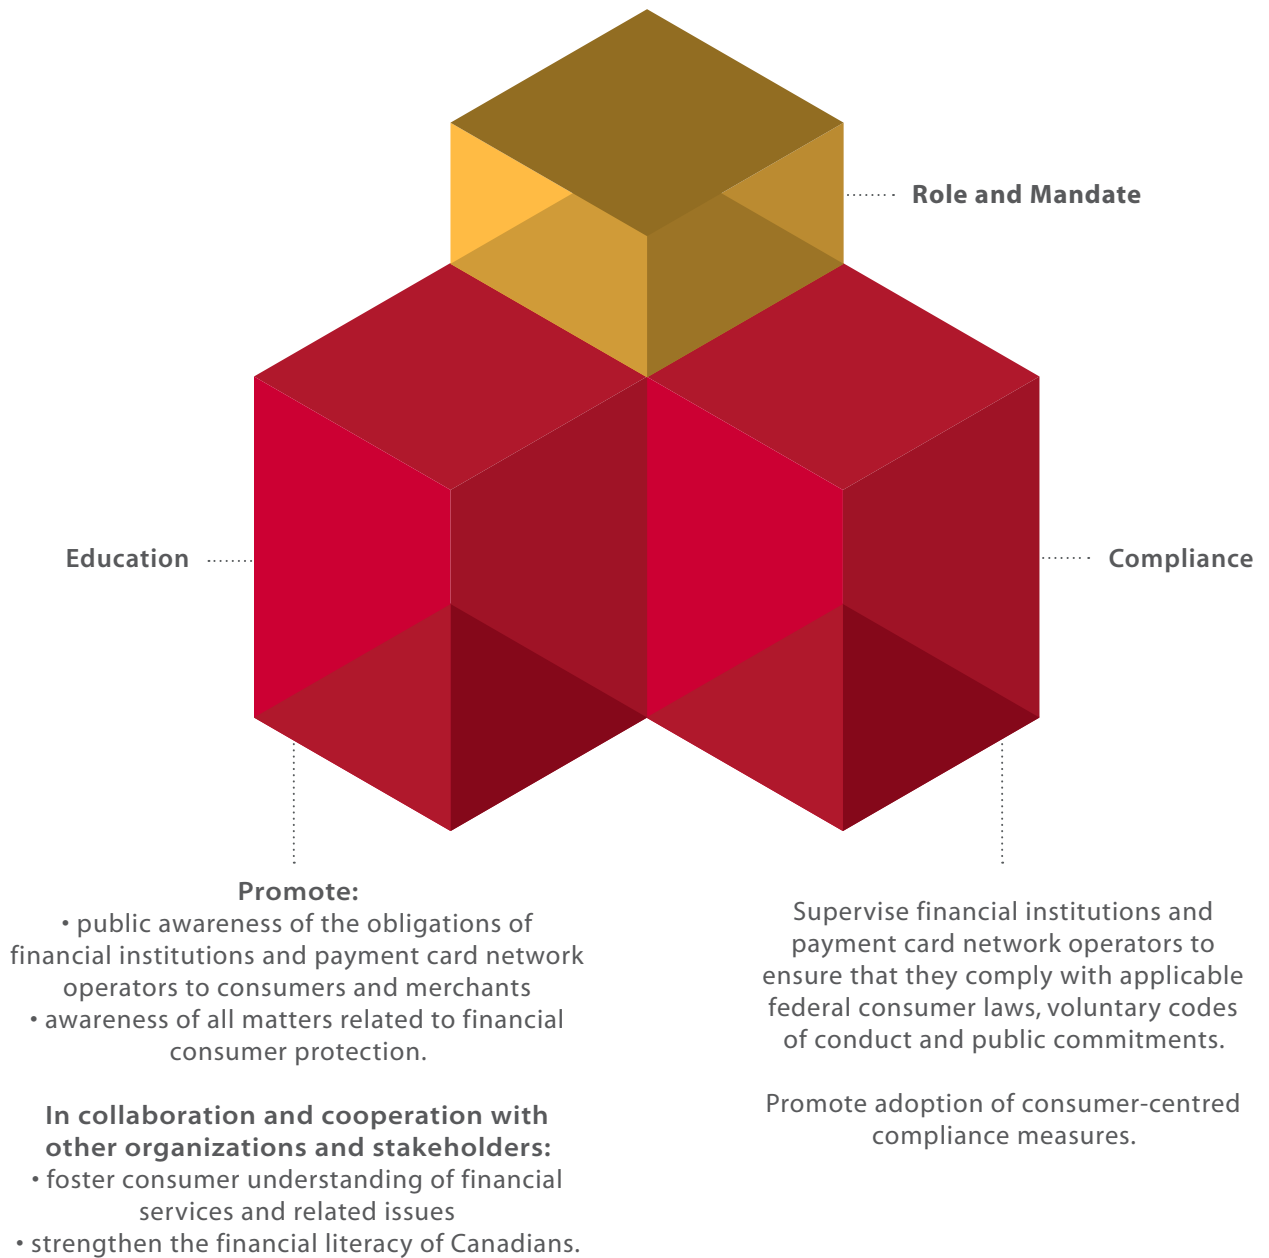 Role and Mandate
Education
Compliance
Promote:
• public awareness of the obligations of
financial institutions and payment card network
operators to consumers and merchants
• awareness of all matters related to financial
consumer protection.
In collaboration and cooperation with
other organizations and stakeholders:
• foster consumer understanding of financial
services and related issues
• strengthen the financial literacy of Canadians.
Supervise financial institutions and
payment card network operators to
ensure that they comply with applicable
federal consumer laws, voluntary codes
of conduct and public commitments.
Promote adoption of consumer-centred
compliance measures.